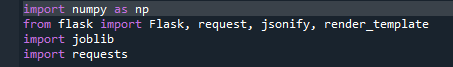 import numpy as np
from flask import Flask, request, jsonify, render_template
import joblib
import requests